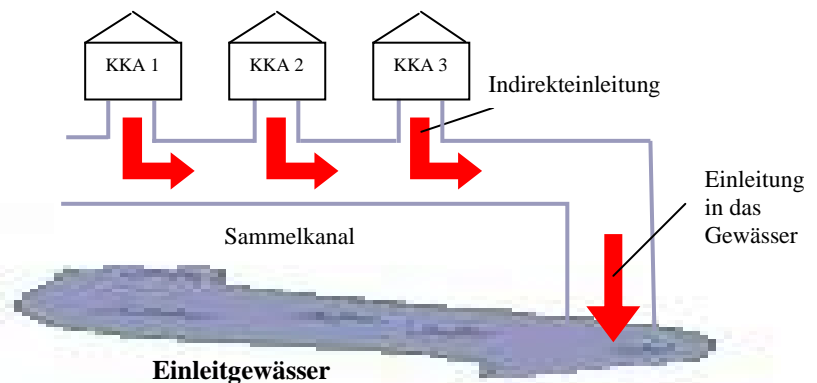 KKA 1
KKA 2
KKA 3
Indirekteinleitung
Einleitung
in das
Gewässer
Sammelkanal
Einleitgewässer